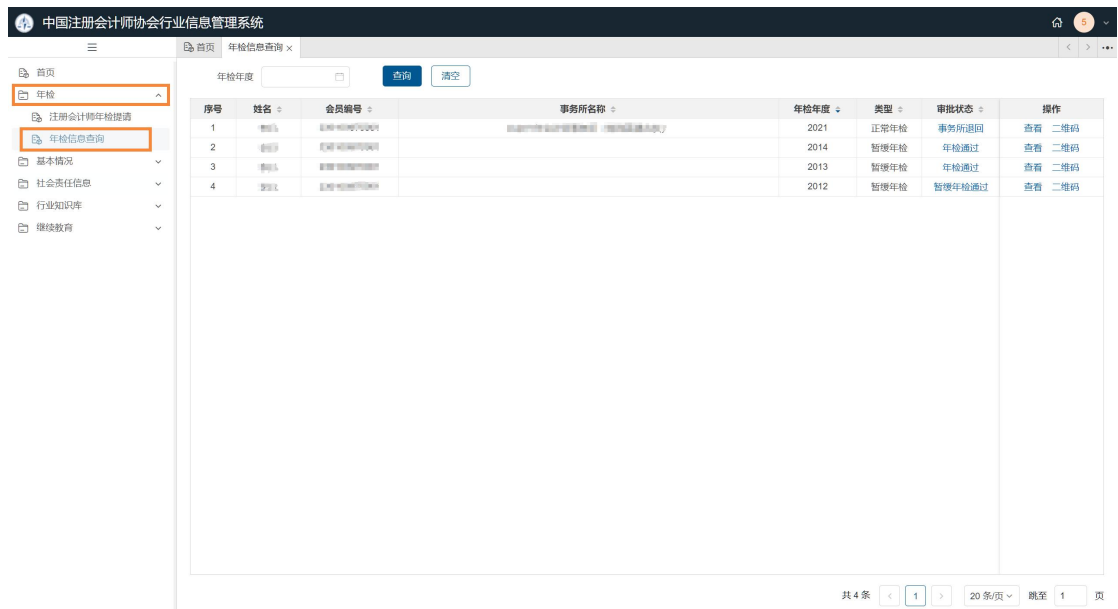 中国注册会计师协会行业信息管理系统
5
首页 年检信息查询 ×
首页
年检
注册会计师年检提请
年检信息查询
基本情况
社会责任信息
行业知识库
继续教育
年检年度 查询 清空
序号 姓名 会员编号 事务所名称 年检年度 类型 审批状态 操作
1 2021 正常年检 事务所退回 查看 二维码
2 2014 暂缓年检 年检通过 查看 二维码
3 2013 暂缓年检 年检通过 查看 二维码
4 2012 暂缓年检 暂缓年检通过 查看 二维码
共 4 条 < 1 > 20 条/页 跳至 1 页